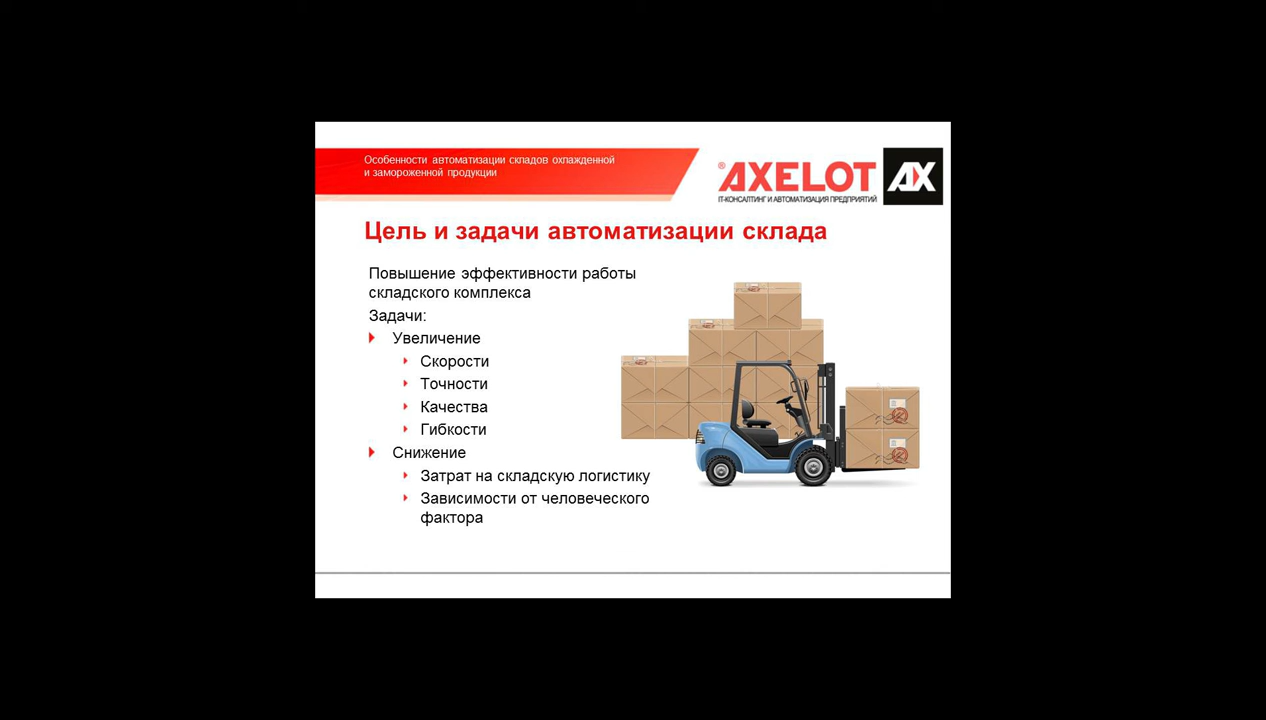 Особенности автоматизации складов охлажденной
и замороженной продукции
® AXELOT AX
IT-КОНСАЛТИНГ И АВТОМАТИЗАЦИЯ ПРЕДПРИЯТИЙ
Цель и задачи автоматизации склада
Повышение эффективности работы
складского комплекса
Задачи:
Увеличение
Скорости
Точности
Качества
Гибкости
Снижение
Затрат на складскую логистику
Зависимости от человеческого
фактора